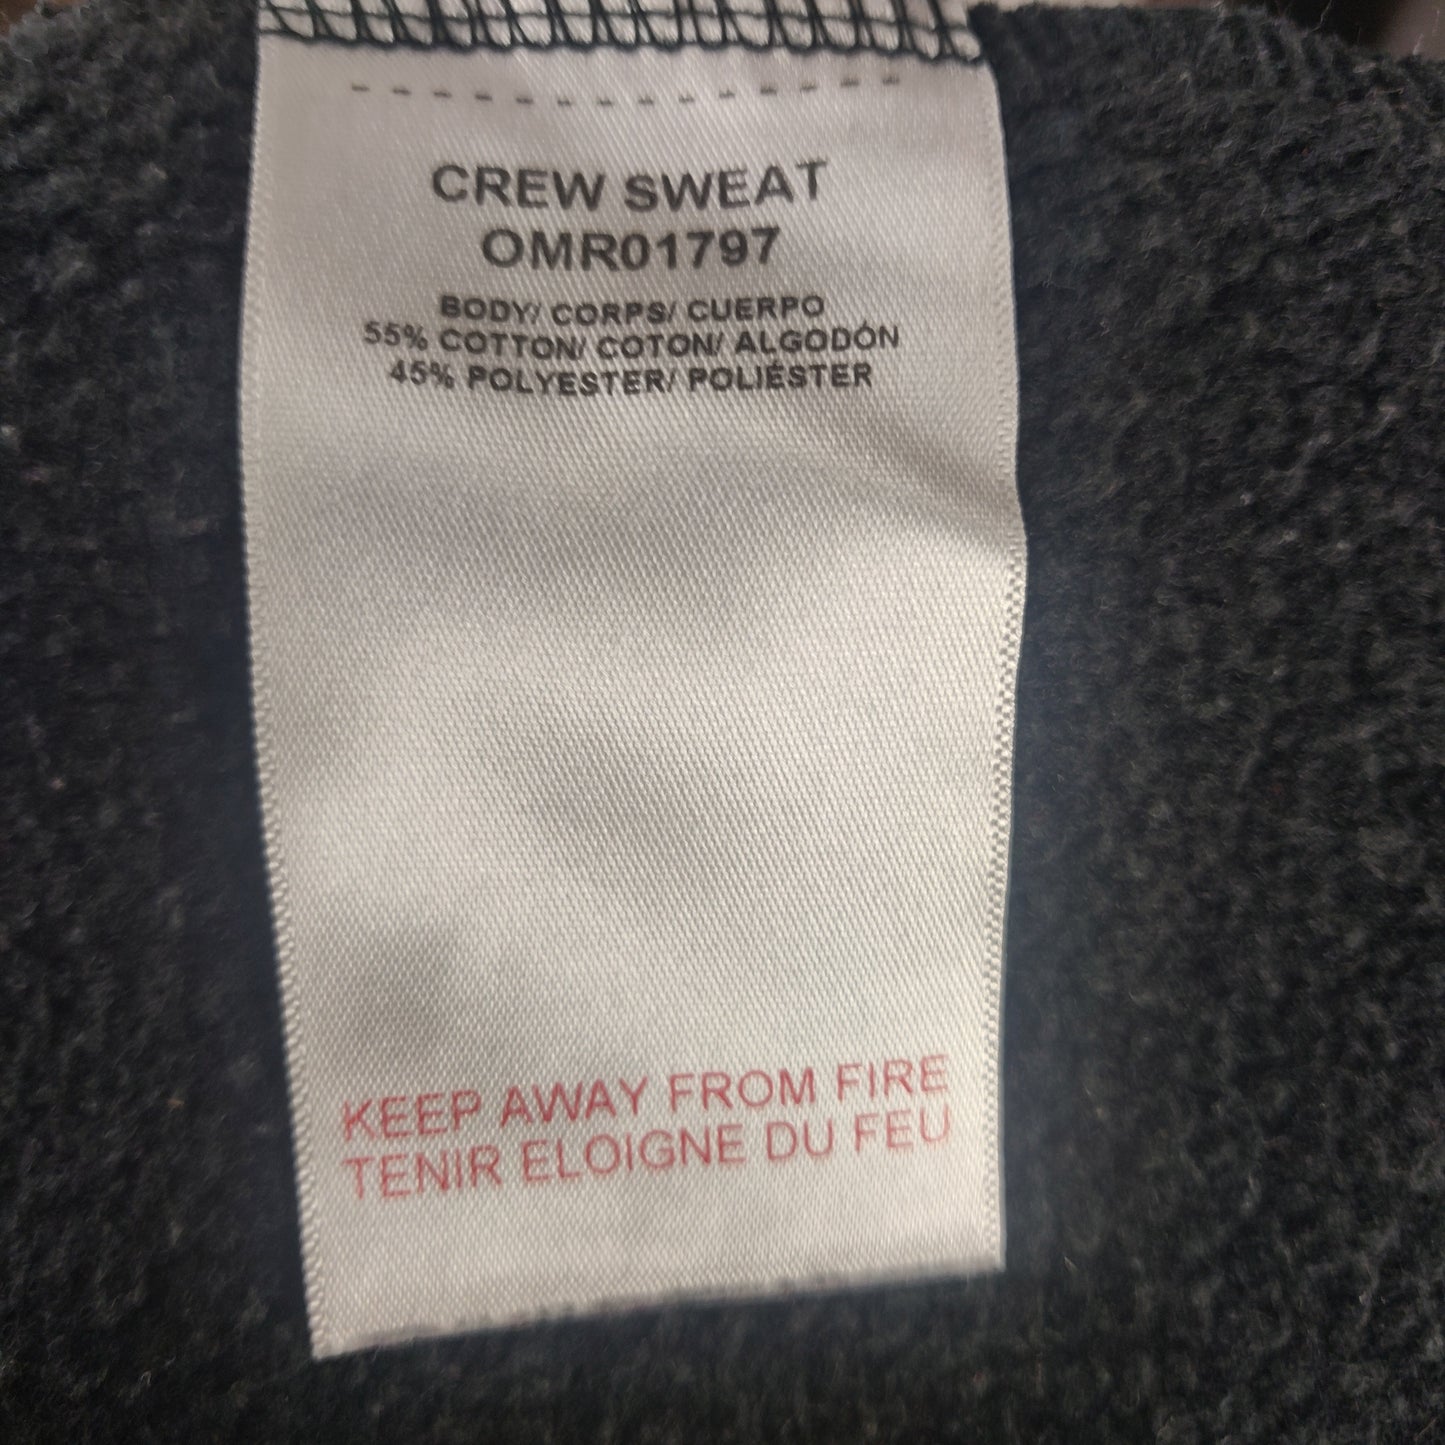 CREW SWEAT
OMR01797
BODY/ CORPS/ CUERPO
55% COTTON/ COTON/ ALGODÓN
45% POLYESTER/ POLIÉSTER
KEEP AWAY FROM FIRE
TENIR ELOIGNE DU FEU